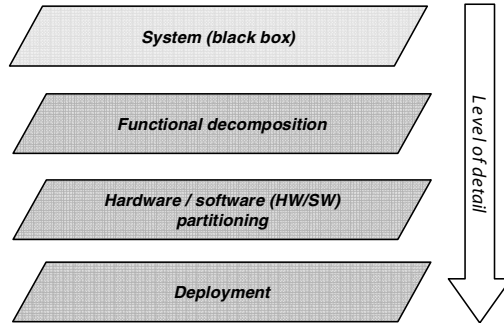 System (black box)
Functional decomposition
Hardware / software (HW/SW)
partitioning
Deployment
Level of detail